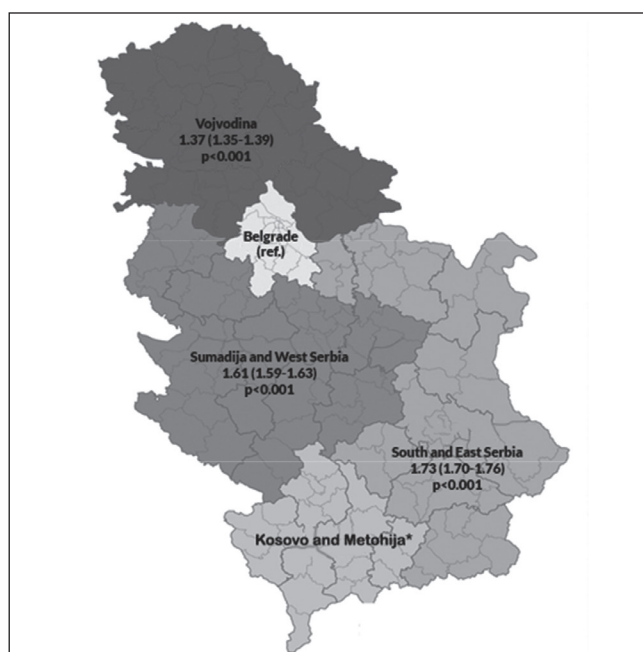 Vojvodina
1.37 (1.35-1.39)
p<0.001
Belgrade
(ref.)
Sumadija and West Serbia
1.61 (1.59-1.63)
p<0.001
South and East Serbia
1.73 (1.70-1.76)
p<0.001
Kosovo and Metohija*